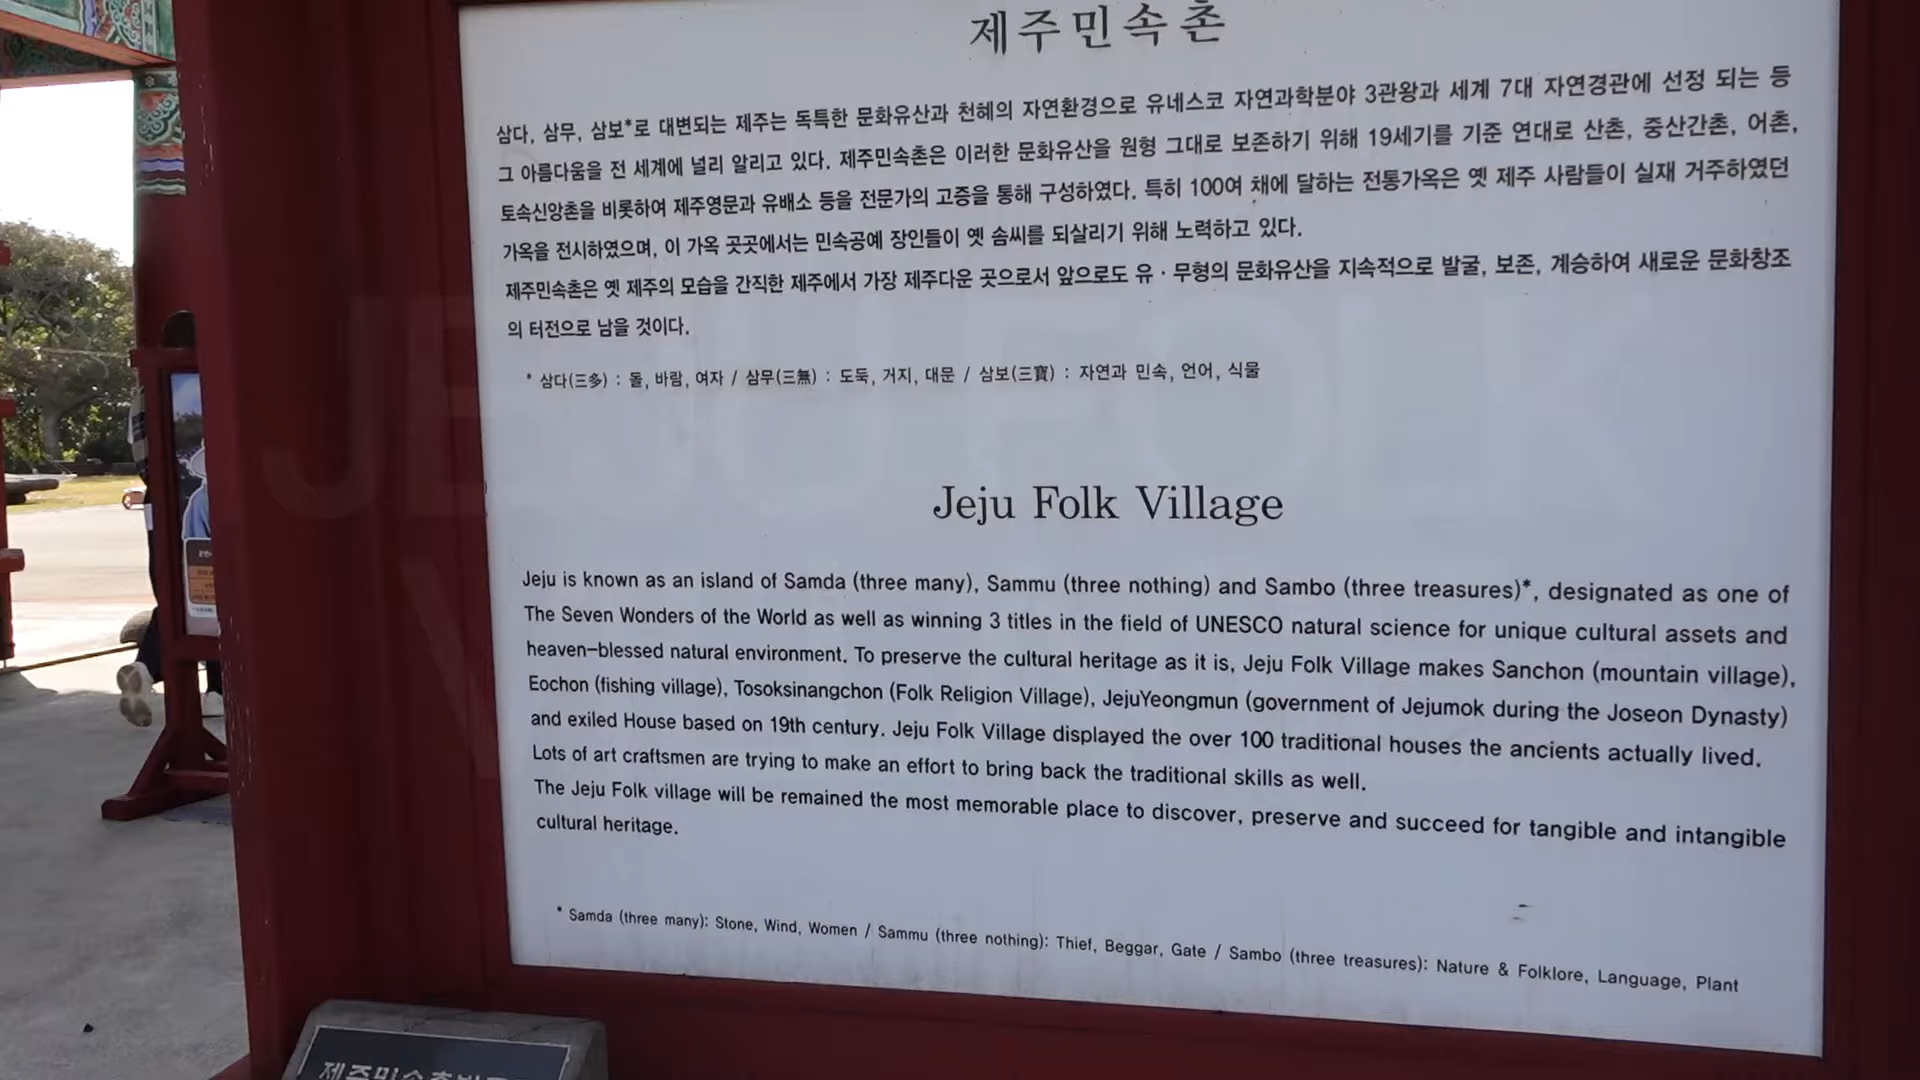 제주민속촌
삼다, 삼무, 삼보*로 대변되는 제주는 독특한 문화유산과 천혜의 자연환경으로 유네스코 자연과학분야 3관왕과 세계 7대 자연경관에 선정 되는 등
그 아름다움을 전 세계에 널리 알리고 있다. 제주민속촌은 이러한 문화유산을 원형 그대로 보존하기 위해 19세기를 기준 연대로 산촌, 중산간촌, 어촌,
토속신앙촌을 비롯하여 제주영문과 유배소 등을 전문가의 고증을 통해 구성하였다. 특히 100여 채에 달하는 전통가옥은 옛 제주 사람들이 실재 거주하였던
가옥을 전시하였으며, 이 가옥 곳곳에서는 민속공예 장인들이 옛 솜씨를 되살리기 위해 노력하고 있다.
제주민속촌은 옛 제주의 모습을 간직한 제주에서 가장 제주다운 곳으로서 앞으로도 유 · 무형의 문화유산을 지속적으로 발굴, 보존, 계승하여 새로운 문화창조
의 터전으로 남을 것이다.
* 삼다(三多) : 돌, 바람, 여자 / 삼무(三無) : 도둑, 거지, 대문 / 삼보(三寶) : 자연과 민속, 언어, 식물
JEJU FOLK
Jeju Folk Village
Jeju is known as an island of Samda (three many), Sammu (three nothing) and Sambo (three treasures)*, designated as one of
The Seven Wonders of the World as well as winning 3 titles in the field of UNESCO natural science for unique cultural assets and
heaven-blessed natural environment. To preserve the cultural heritage as it is, Jeju Folk Village makes Sanchon (mountain village),
Eochon (fishing village), Tosoksinangchon (Folk Religion Village), JejuYeongmun (government of Jejumok during the Joseon Dynasty)
and exiled House based on 19th century. Jeju Folk Village displayed the over 100 traditional houses the ancients actually lived.
Lots of art craftsmen are trying to make an effort to bring back the traditional skills as well.
The Jeju Folk village will be remained the most memorable place to discover, preserve and succeed for tangible and intangible
cultural heritage.
* Samda (three many): Stone, Wind, Women / Sammu (three nothing): Thief, Beggar, Gate / Sambo (three treasures): Nature & Folklore, Language, Plant